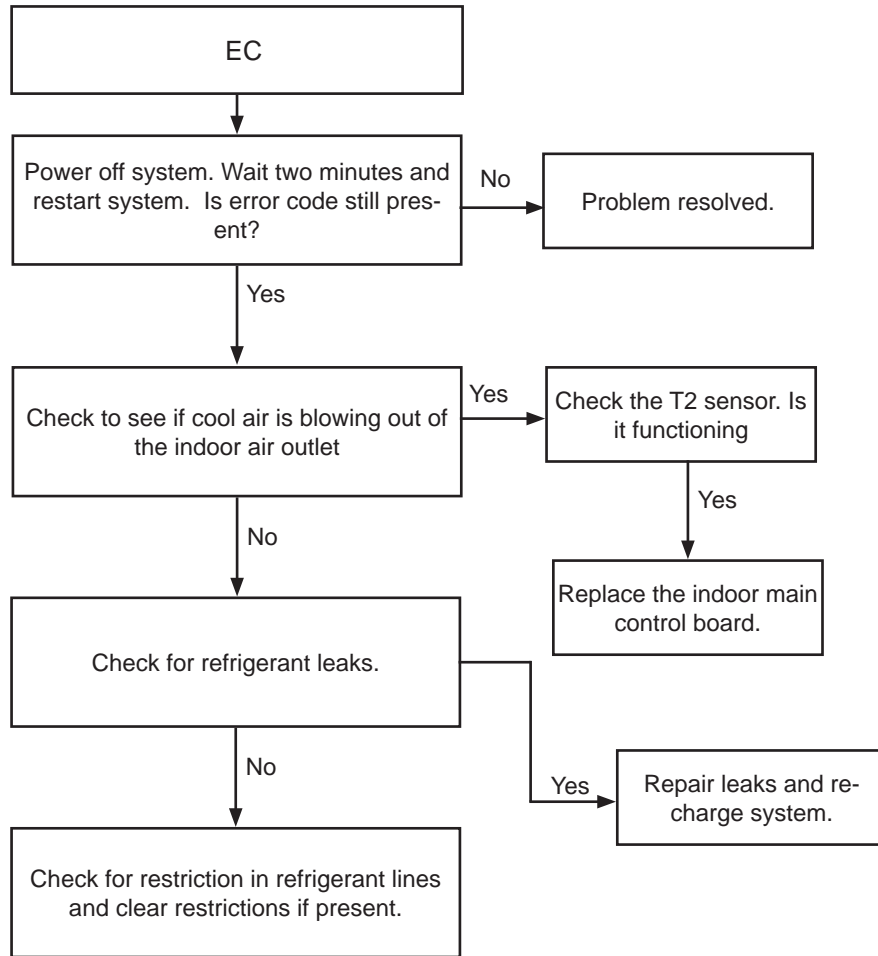 EC
Power off system. Wait two minutes and
restart system.  Is error code still pres-
ent?
No
Problem resolved.
Yes
Check to see if cool air is blowing out of
the indoor air outlet
Yes
Check the T2 sensor. Is
it functioning
Yes
Replace the indoor main
control board.
No
Check for refrigerant leaks.
Yes
Repair leaks and re-
charge system.
No
Check for restriction in refrigerant lines
and clear restrictions if present.